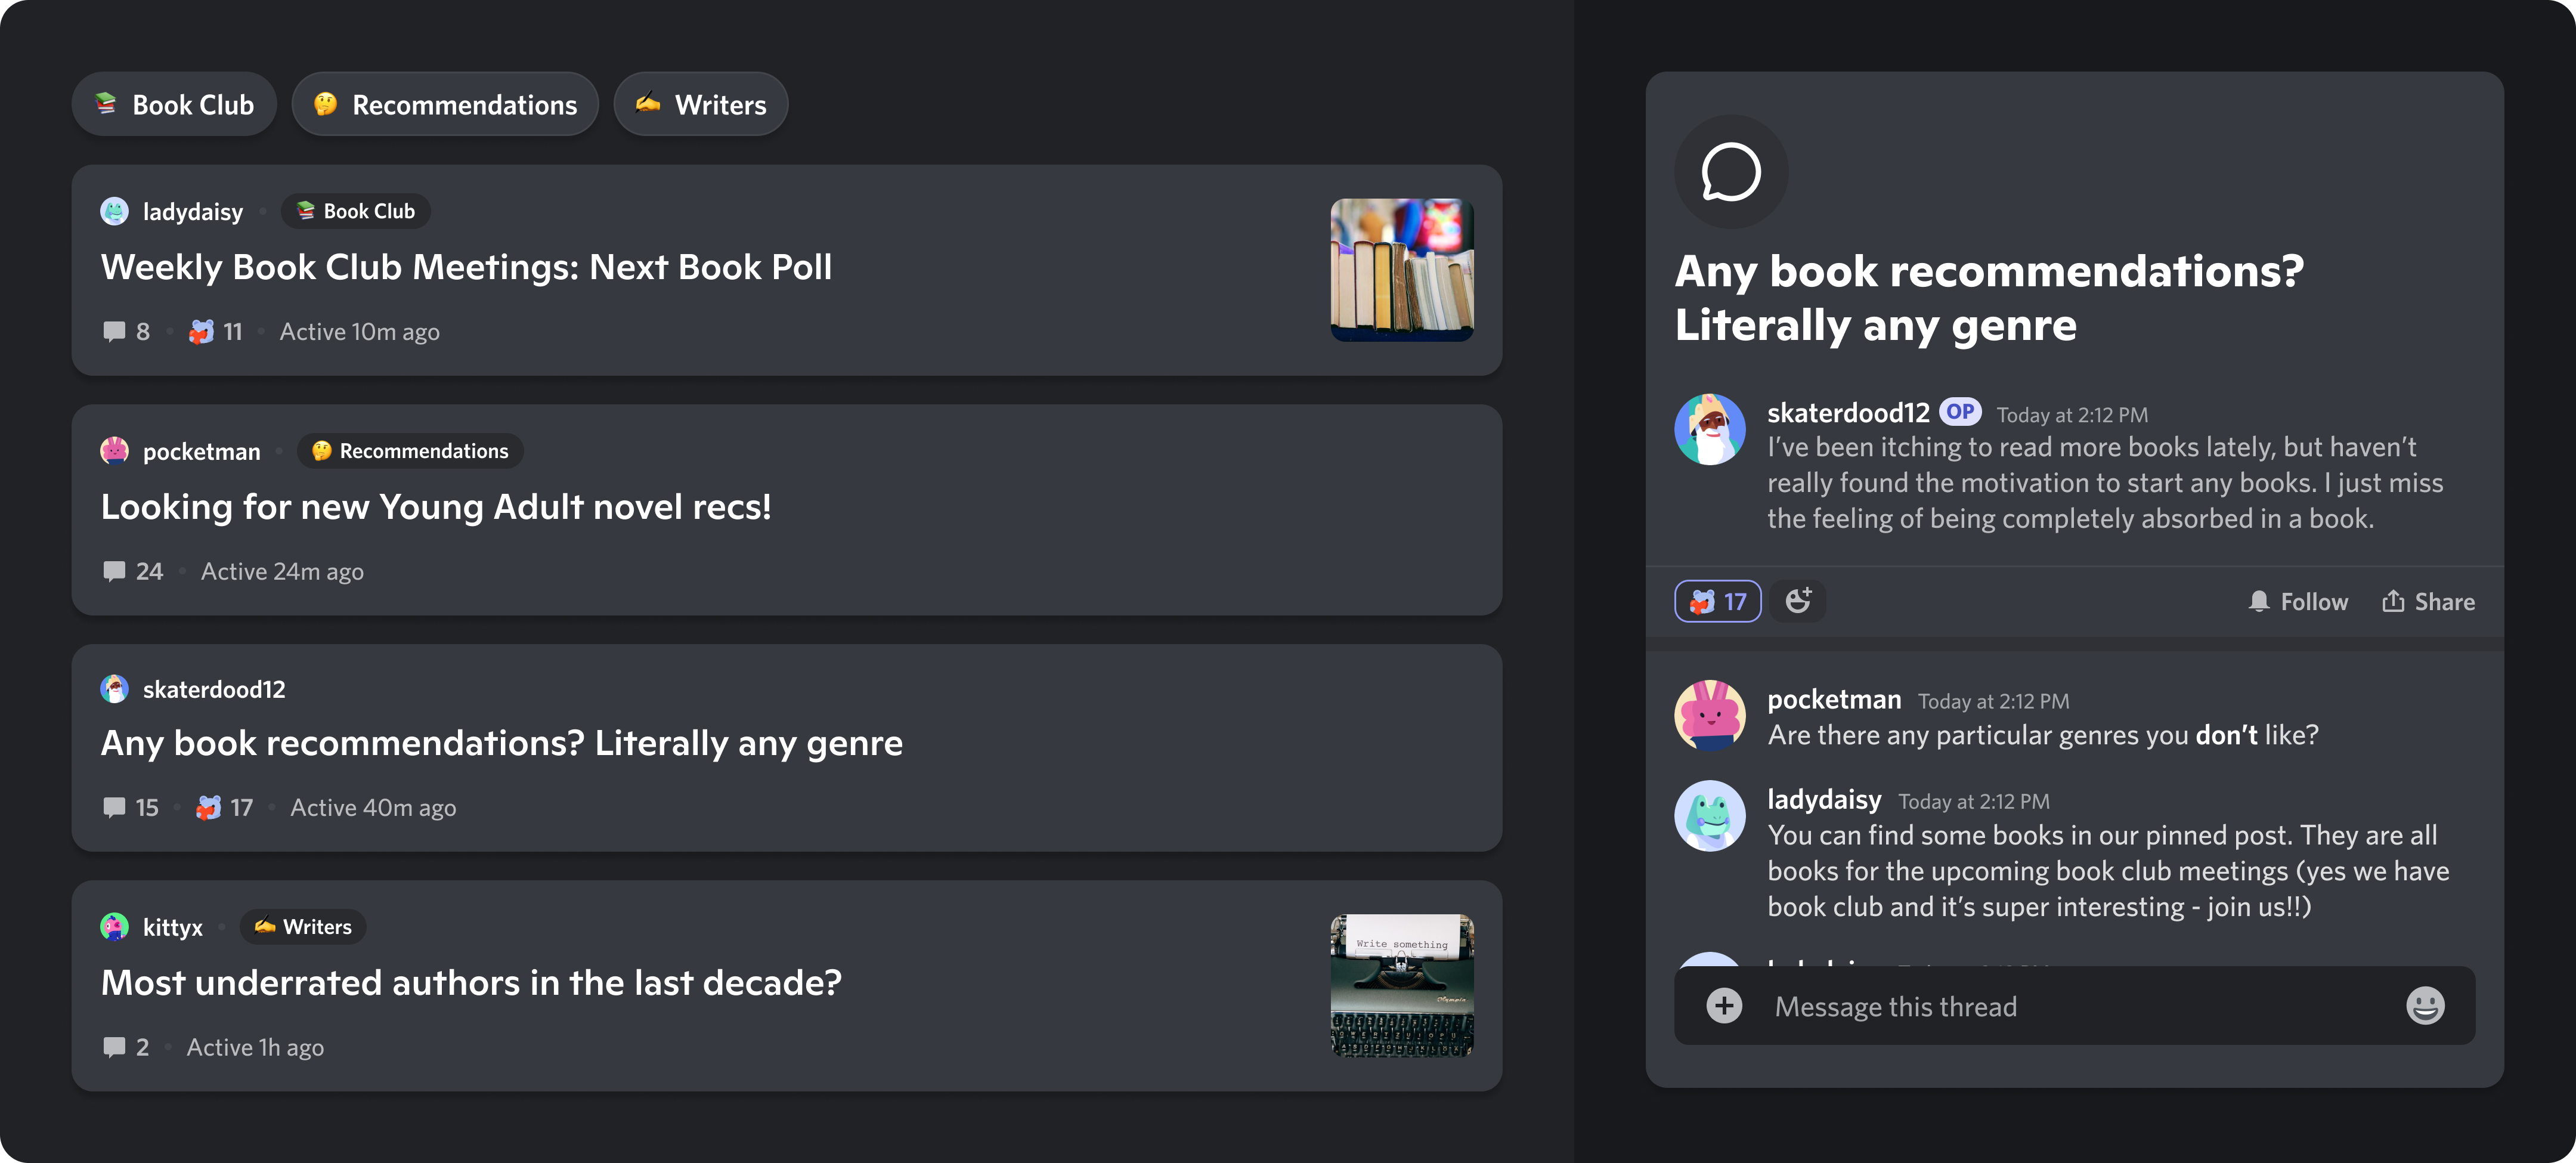 Book Club
Recommendations
Writers
ladydaisy
Book Club
Weekly Book Club Meetings: Next Book Poll
8
11
Active 10m ago
pocketman
Recommendations
Looking for new Young Adult novel recs!
24
Active 24m ago
skaterdood12
Any book recommendations? Literally any genre
15
17
Active 40m ago
kittyx
Writers
Most underrated authors in the last decade?
2
Active 1h ago
Write something
Olympia
Any book recommendations?
Literally any genre
skaterdood12 OP Today at 2:12 PM
I’ve been itching to read more books lately, but haven’t
really found the motivation to start any books. I just miss
the feeling of being completely absorbed in a book.
17
Follow
Share
pocketman Today at 2:12 PM
Are there any particular genres you don’t like?
ladydaisy Today at 2:12 PM
You can find some books in our pinned post. They are all
books for the upcoming book club meetings (yes we have
book club and it’s super interesting - join us!!)
Message this thread